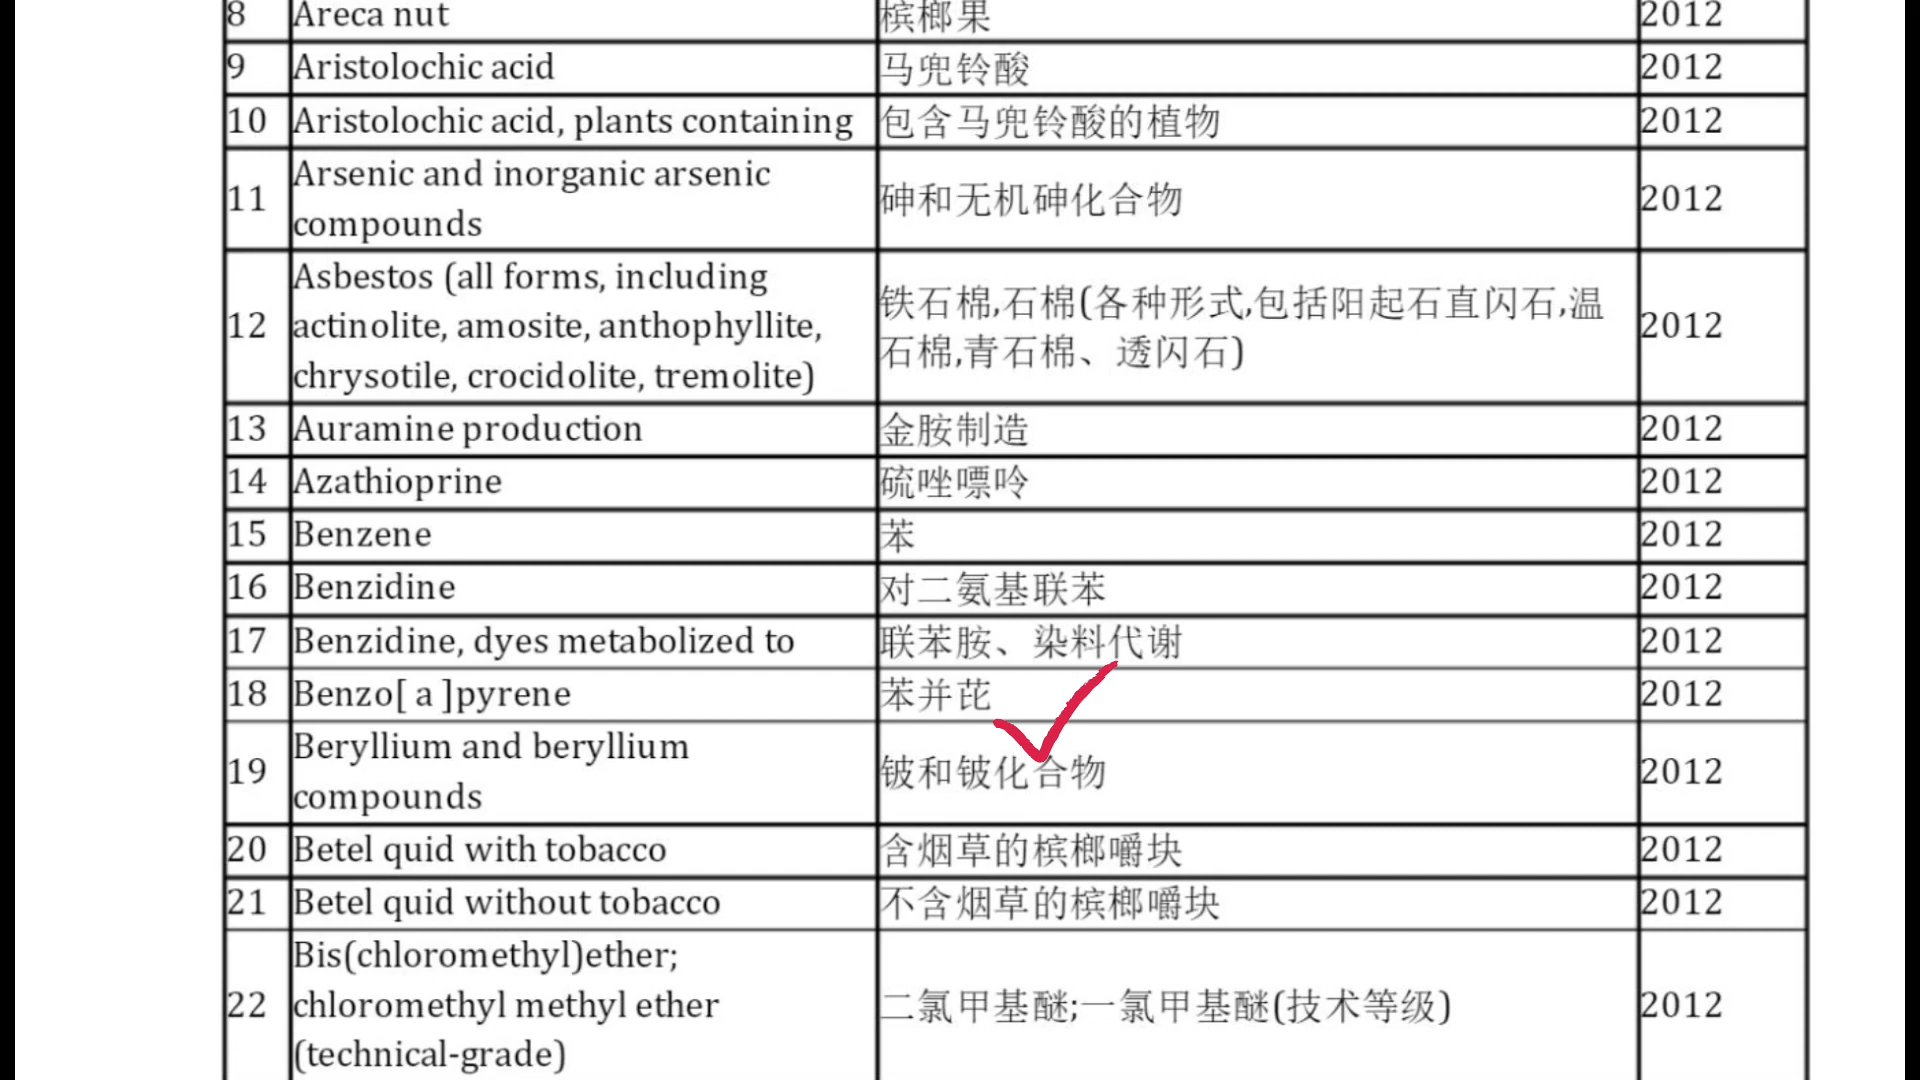 8 Areca nut 槟榔果 2012
9 Aristolochic acid 马兜铃酸 2012
10 Aristolochic acid, plants containing 包含马兜铃酸的植物 2012
11 Arsenic and inorganic arsenic
compounds 砷和无机砷化合物 2012
12 Asbestos (all forms, including
actinolite, amosite, anthophyllite,
chrysotile, crocidolite, tremolite) 铁石棉,石棉(各种形式,包括阳起石直闪石,温
石棉,青石棉、透闪石) 2012
13 Auramine production 金胺制造 2012
14 Azathioprine 硫唑嘌呤 2012
15 Benzene 苯 2012
16 Benzidine 对二氨基联苯 2012
17 Benzidine, dyes metabolized to 联苯胺、染料代谢 2012
18 Benzo[ a ]pyrene 苯并芘 2012
19 Beryllium and beryllium
compounds 铍和铍化合物 2012
20 Betel quid with tobacco 含烟草的槟榔嚼块 2012
21 Betel quid without tobacco 不含烟草的槟榔嚼块 2012
22 Bis(chloromethyl)ether;
chloromethyl methyl ether
(technical-grade) 二氯甲基醚;一氯甲基醚(技术等级) 2012